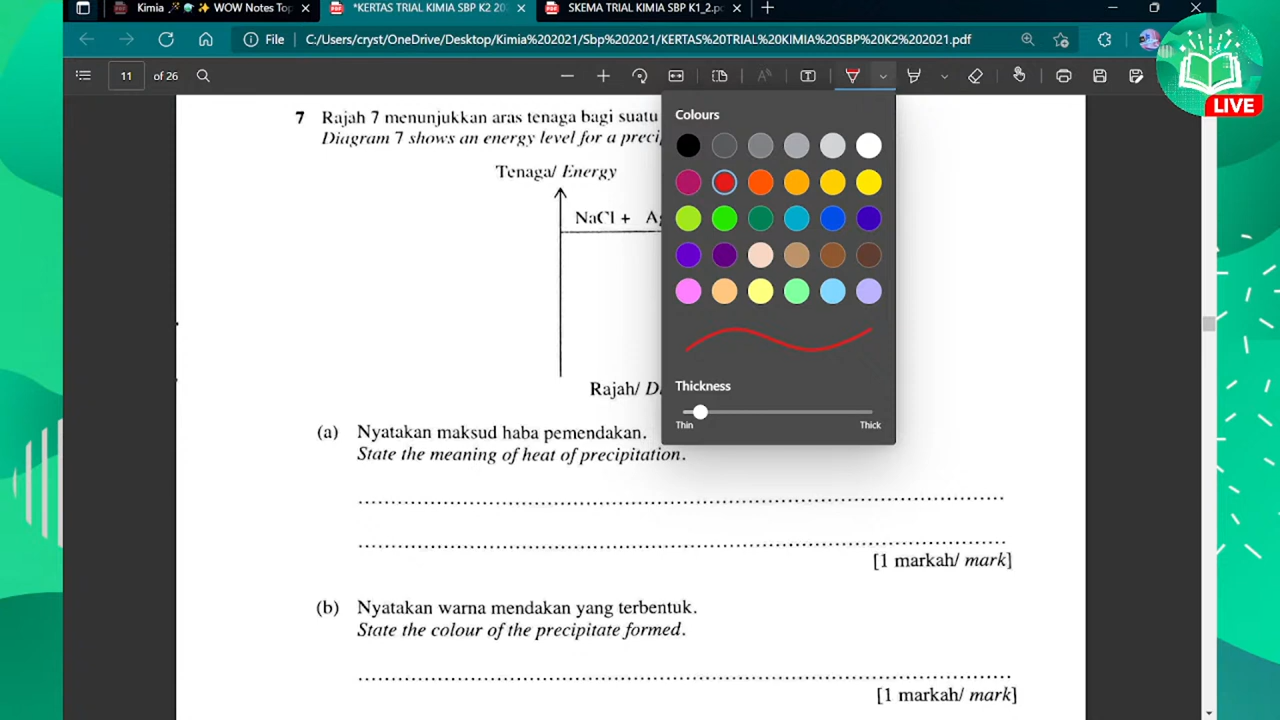 Kimia 🪄 🧪 ✨ WOW Notes Top
*KERTAS TRIAL KIMIA SBP K2 202
SKEMA TRIAL KIMIA SBP K1_2.p
File C:/Users/cryst/OneDrive/Desktop/Kimia%202021/Sbp%202021/KERTAS%20TRIAL%20KIMIA%20SBP%20K2%202021.pdf
LIVE
11 of 26
Colours
7 Rajah 7 menunjukkan aras tenaga bagi suatu
Diagram 7 shows an energy level for a precip
Tenaga/ Energy
NaCl + Ag
Rajah/ D
Thickness
Thin Thick
(a) Nyatakan maksud haba pemendakan.
State the meaning of heat of precipitation.
[1 markah/ mark]
(b) Nyatakan warna mendakan yang terbentuk.
State the colour of the precipitate formed.
[1 markah/ mark]